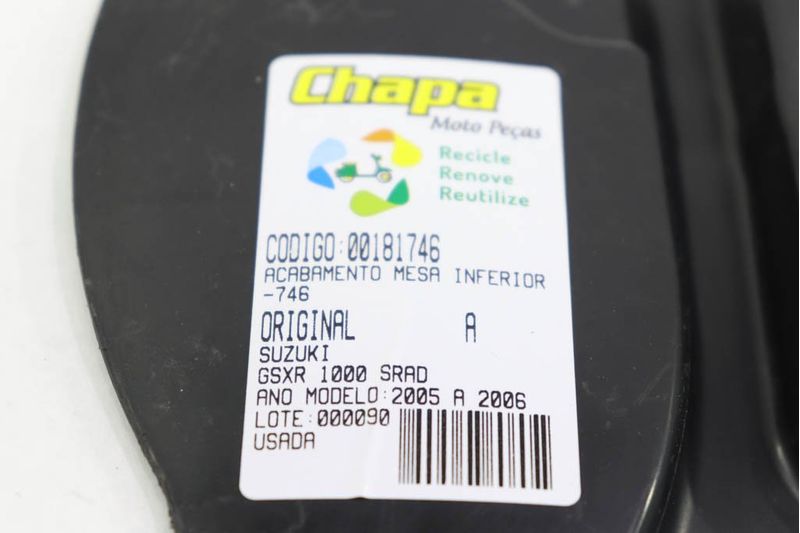 Chapa
Moto Peças
Recicle
Renove
Reutilize
CODIGO:00181746
ACABAMENTO MESA INFERIOR
-746
ORIGINAL A
SUZUKI
GSXR 1000 SRAD
ANO MODELO:2005 A 2006
LOTE:000090
USADA